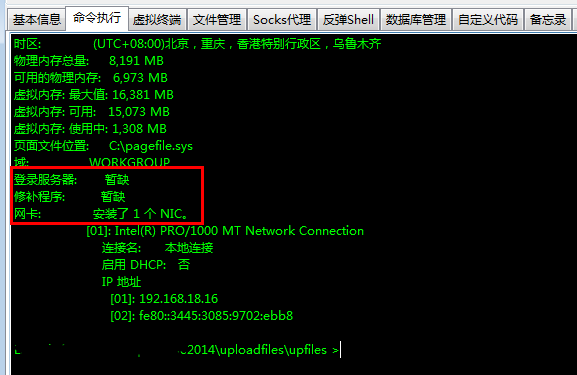 基本信息 命令执行 虚拟终端 文件管理 Socks代理 反弹Shell 数据库管理 自定义代码 备忘录
时区: (UTC+08:00)北京，重庆，香港特别行政区，乌鲁木齐
物理内存总量: 8,191 MB
可用的物理内存: 6,973 MB
虚拟内存: 最大值: 16,381 MB
虚拟内存: 可用: 15,073 MB
虚拟内存: 使用中: 1,308 MB
页面文件位置: C:\pagefile.sys
域: WORKGROUP
登录服务器: 暂缺
修补程序: 暂缺
网卡: 安装了 1 个 NIC。
[01]: Intel(R) PRO/1000 MT Network Connection
连接名: 本地连接
启用 DHCP: 否
IP 地址
[01]: 192.168.18.16
[02]: fe80::3445:3085:9702:ebb8
2014\uploadfiles\upfiles >